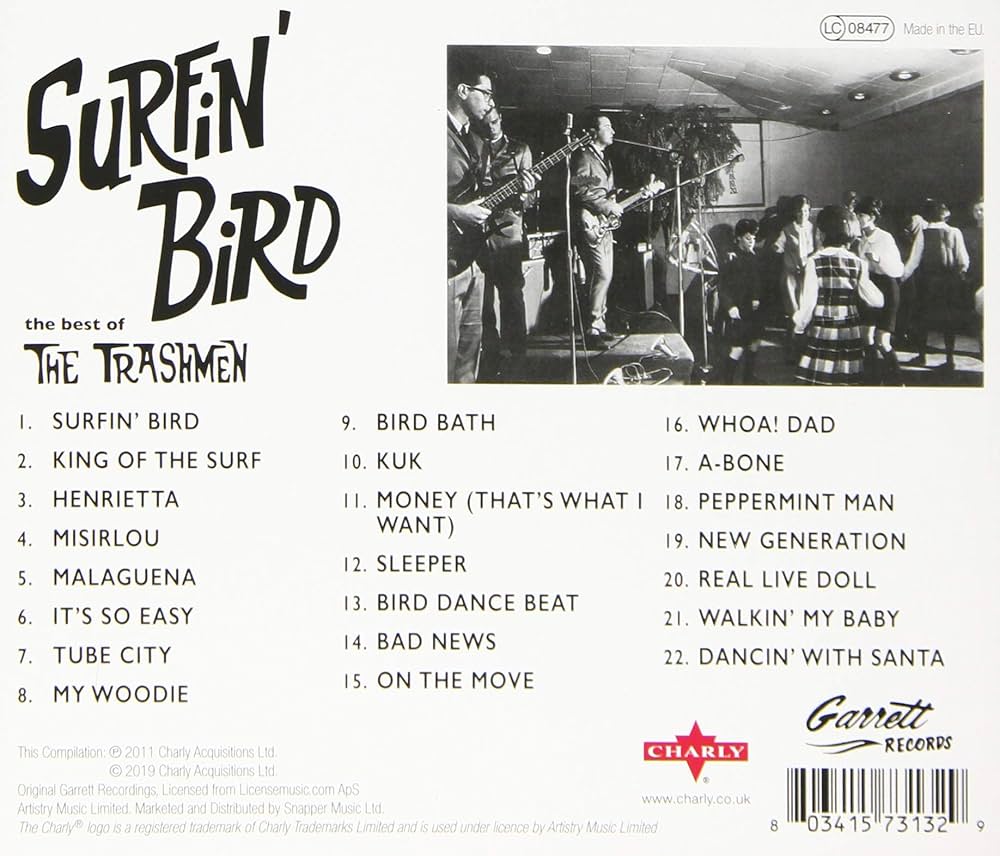 LC 08477 Made in the EU.
SURFIN'
BIRD
the best of
THE TRASHMEN
1. SURFIN' BIRD
2. KING OF THE SURF
3. HENRIETTA
4. MISIRLOU
5. MALAGUENA
6. IT'S SO EASY
7. TUBE CITY
8. MY WOODIE
9. BIRD BATH
10. KUK
11. MONEY (THAT'S WHAT I
WANT)
12. SLEEPER
13. BIRD DANCE BEAT
14. BAD NEWS
15. ON THE MOVE
16. WHOA! DAD
17. A-BONE
18. PEPPERMINT MAN
19. NEW GENERATION
20. REAL LIVE DOLL
21. WALKIN' MY BABY
22. DANCIN' WITH SANTA
This Compilation: ℗ 2011 Charly Acquisitions Ltd.
© 2019 Charly Acquisitions Ltd.
Original Garrett Recordings, Licensed from Licensemusic.com ApS
Artistry Music Limited. Marketed and Distributed by Snapper Music Ltd.
The Charly® logo is a registered trademark of Charly Trademarks Limited and is used under licence by Artistry Music Limited
CHARLY
®
www.charly.co.uk
Garrett
RECORDS
8 03415 73132 9